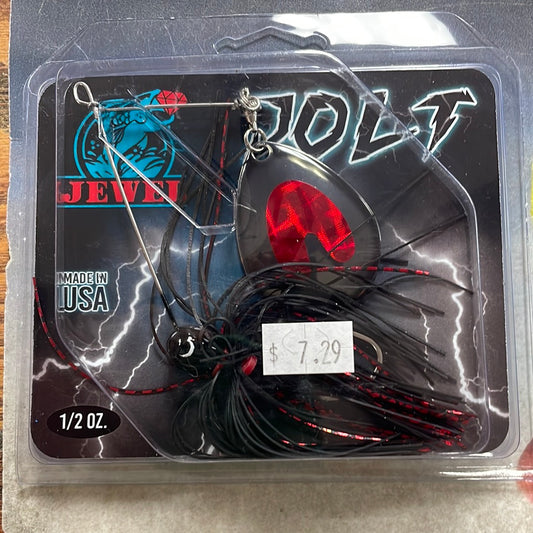 JOLT
JEWEL
MADE IN
USA
$ 7.29
1/2 OZ.